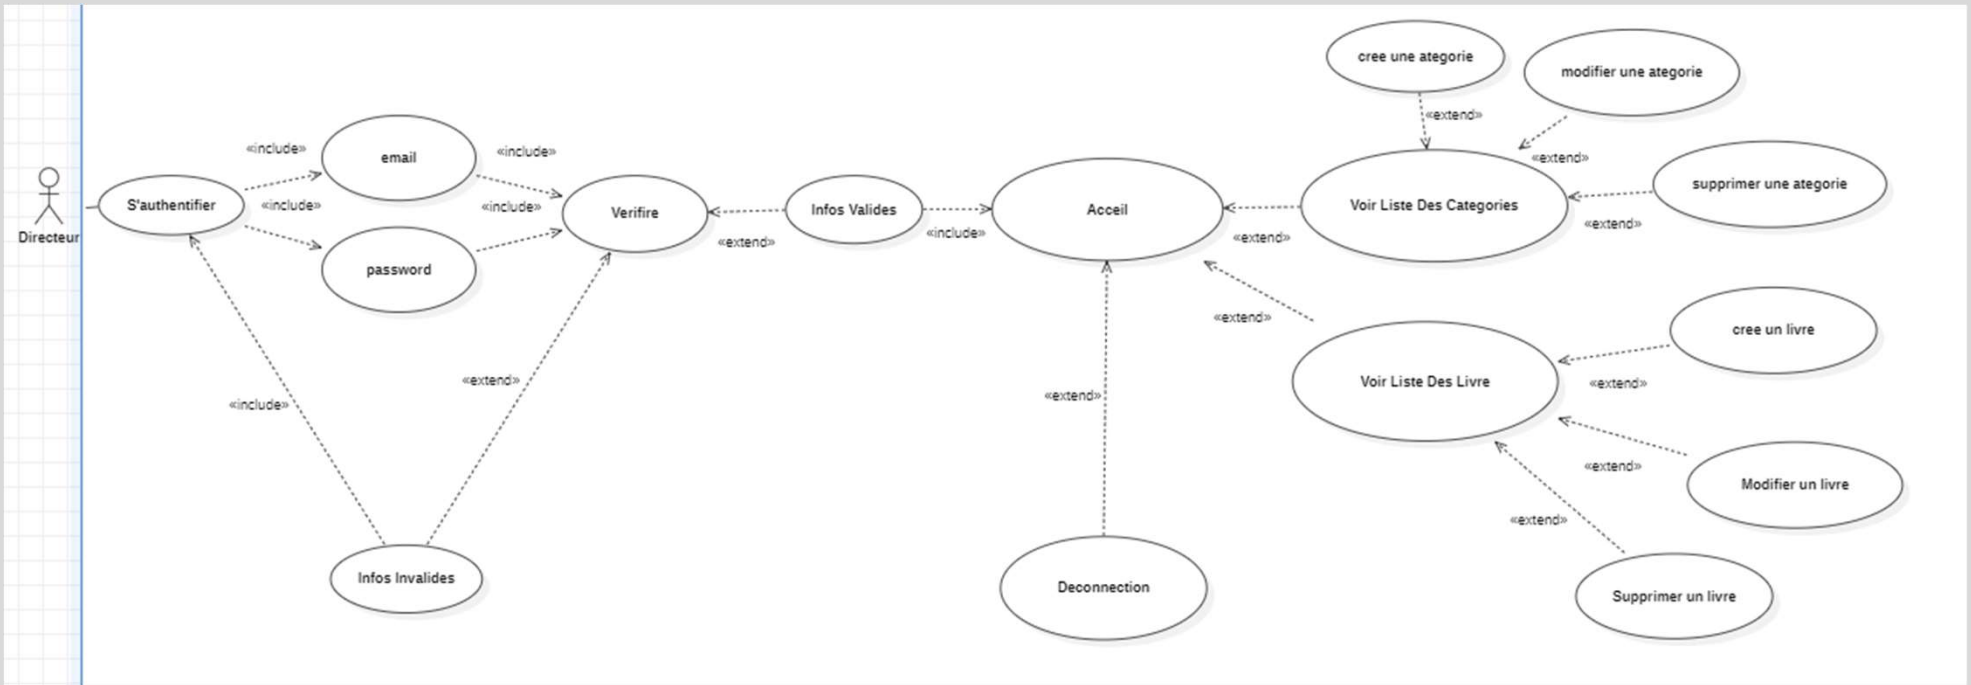 Directeur
S'authentifier
«include»
«include»
email
password
«include»
«include»
Verifire
«extend»
Infos Valides
«include»
Acceil
«extend»
Voir Liste Des Categories
cree une ategorie
«extend»
modifier une ategorie
«extend»
supprimer une ategorie
«extend»
«extend»
Voir Liste Des Livre
cree un livre
«extend»
Modifier un livre
«extend»
Supprimer un livre
«extend»
«extend»
Deconnection
«include»
«extend»
Infos Invalides